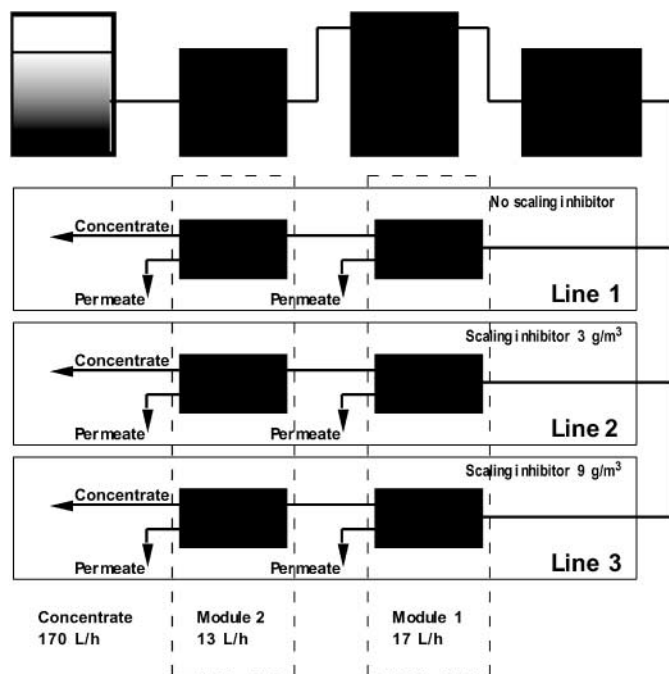 No scaling inhibitor
Concentrate
Permeate
Permeate
Line 1
Scaling inhibitor 3 g/m³
Concentrate
Permeate
Permeate
Line 2
Scaling inhibitor 9 g/m³
Concentrate
Permeate
Permeate
Line 3
Concentrate
170 L/h
Module 2
13 L/h
Module 1
17 L/h